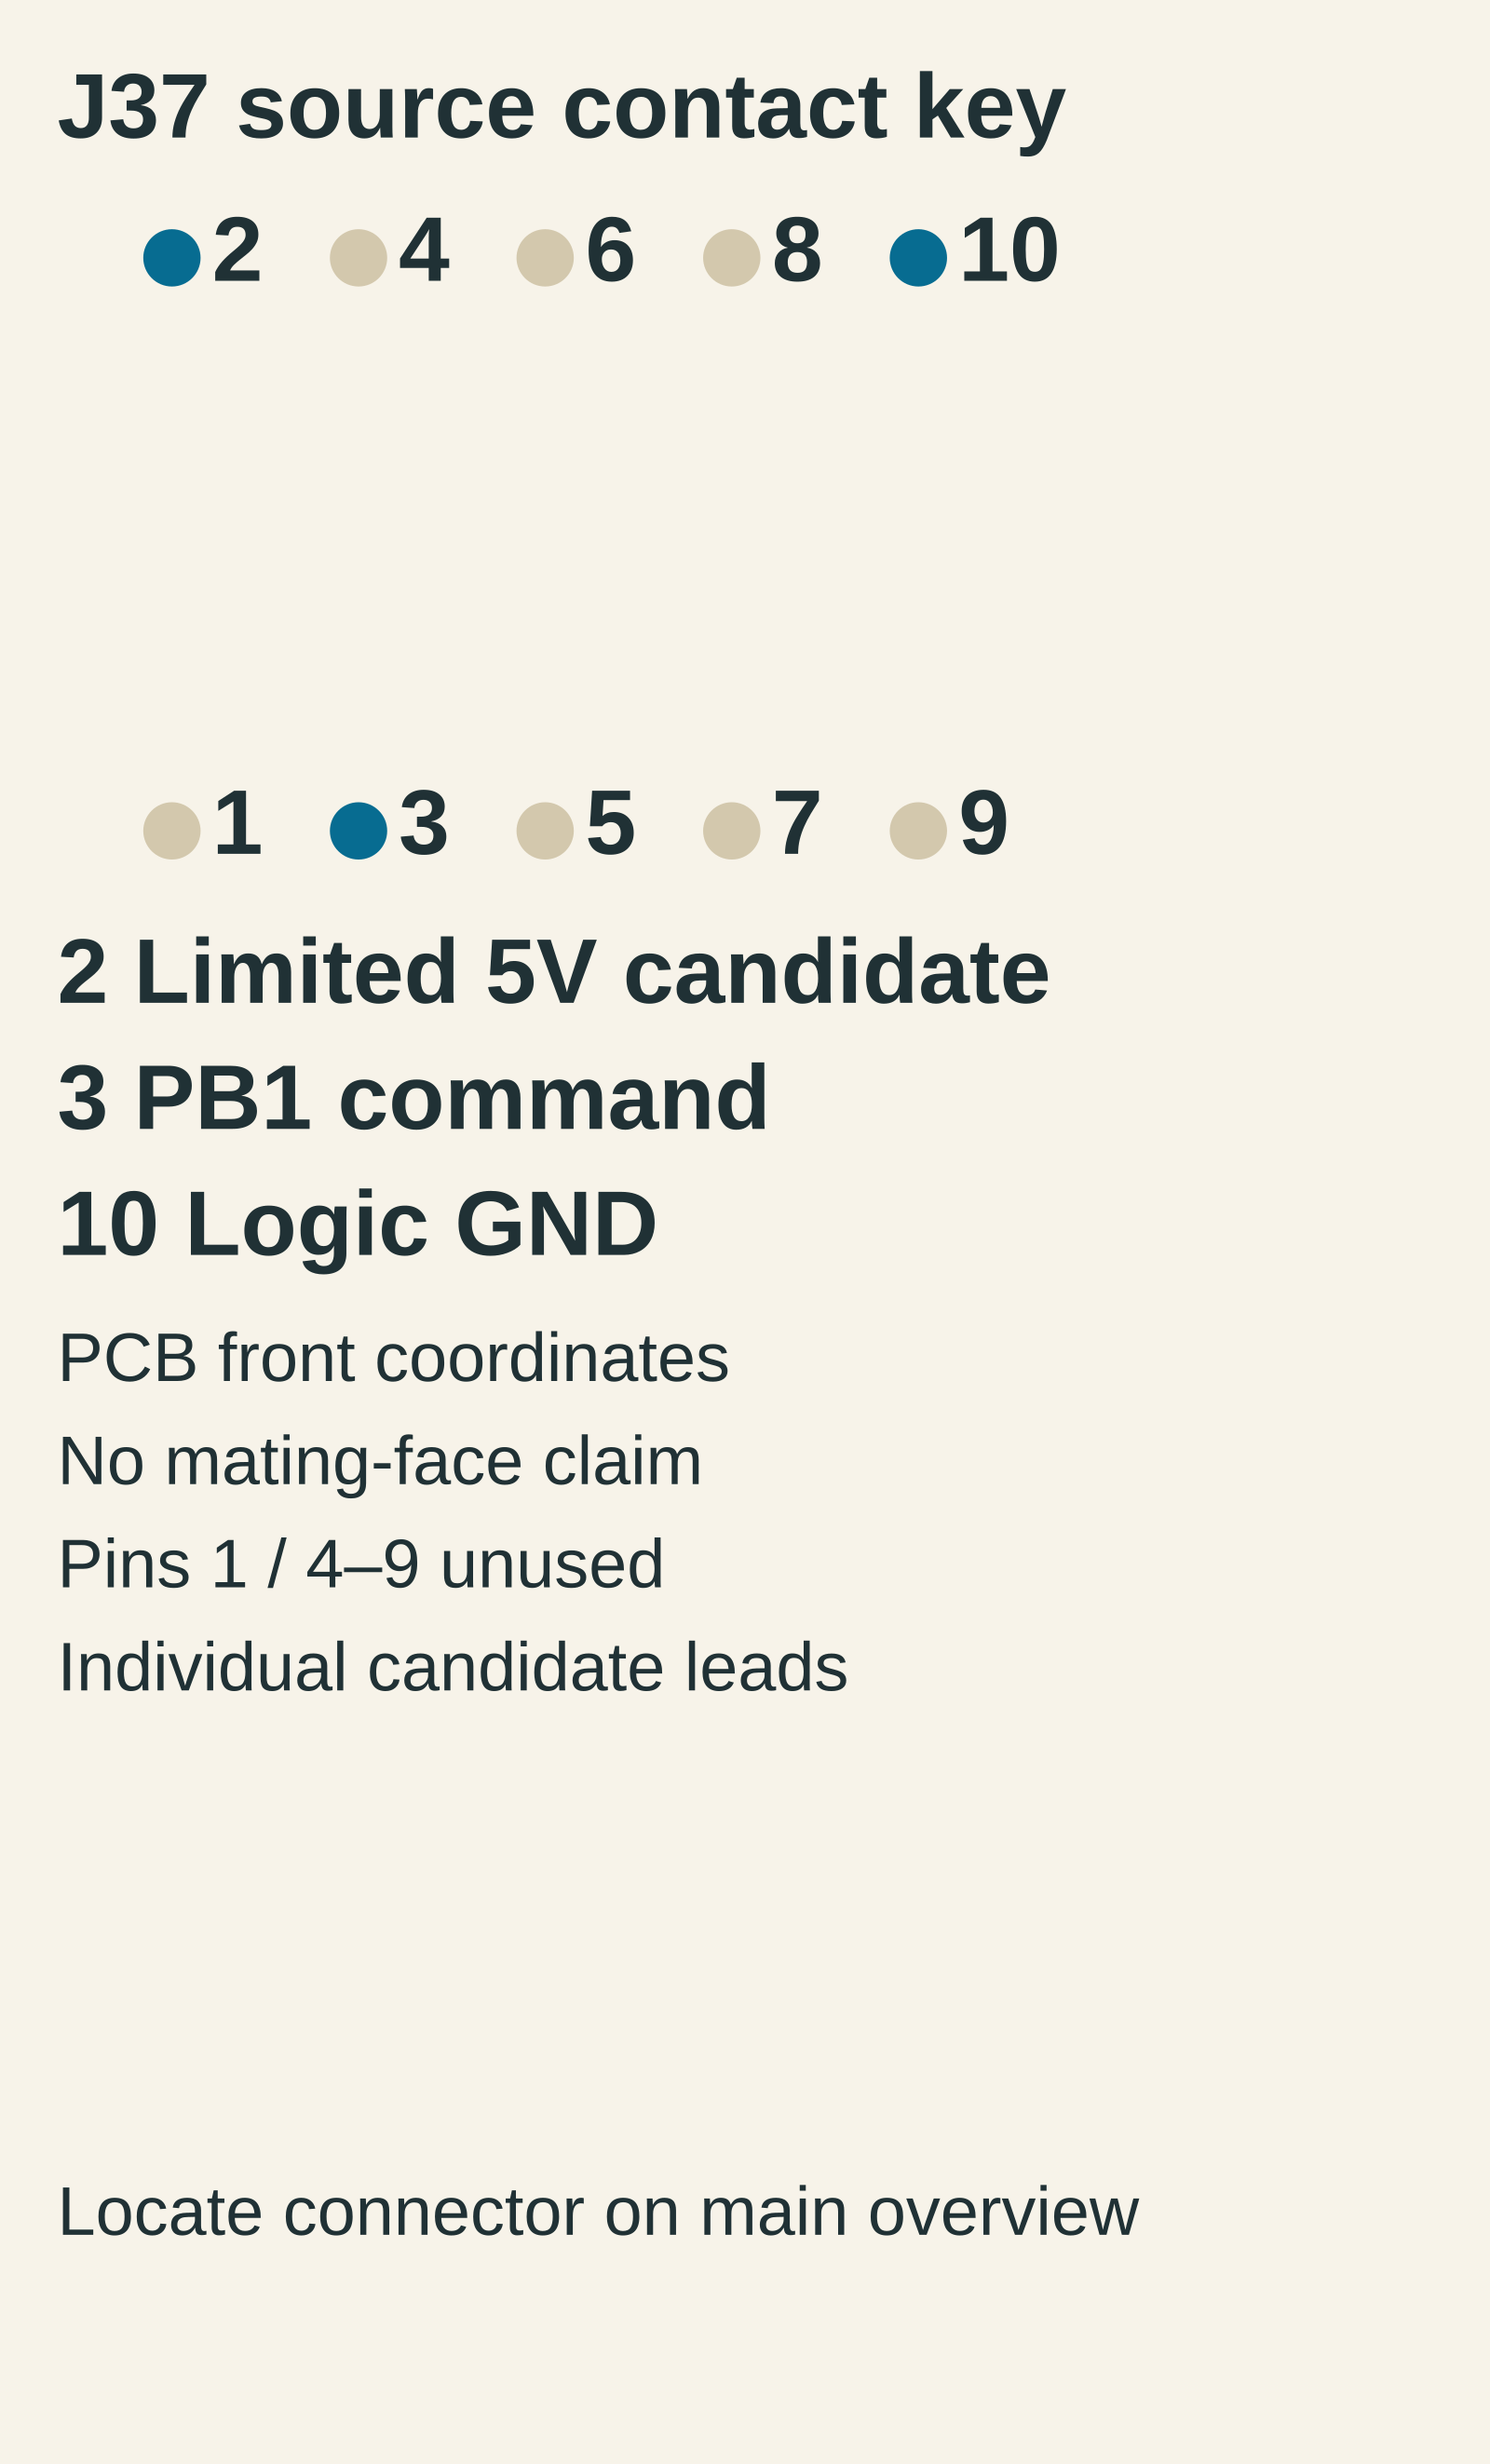 J37 source contact key
2 4 6 8 10
1 3 5 7 9
2 Limited 5V candidate
3 PB1 command
10 Logic GND
PCB front coordinates
No mating-face claim
Pins 1 / 4–9 unused
Individual candidate leads
Locate connector on main overview